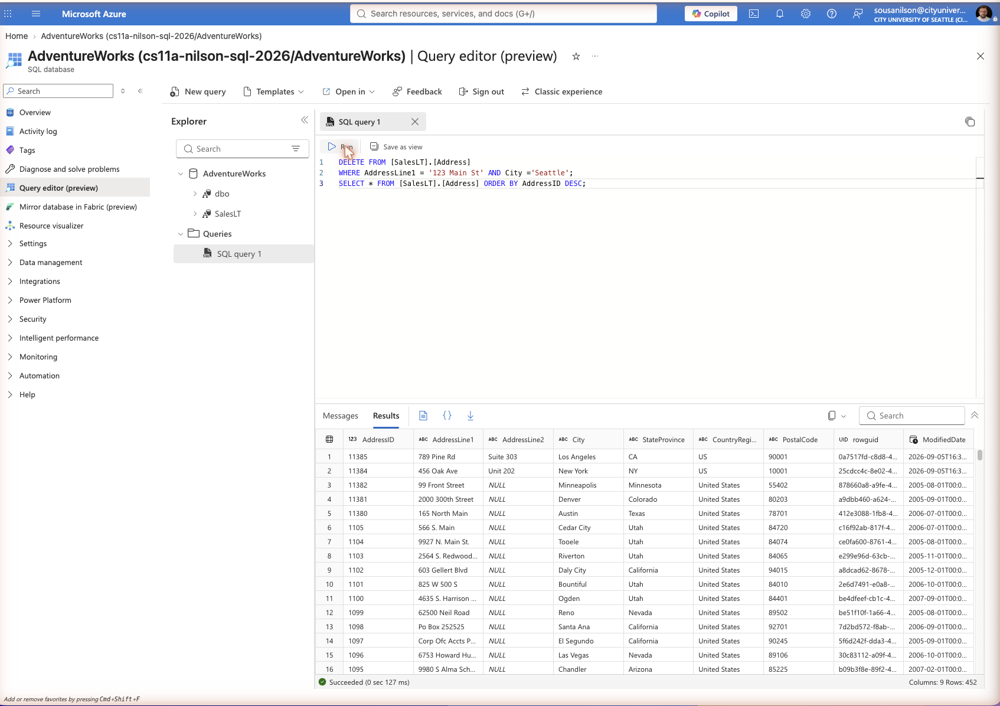 Microsoft Azure
Search resources, services, and docs (G+/)
Copilot
sousanilson@cityuniver...
CITY UNIVERSITY OF SEATTLE (CI...
Home > AdventureWorks (cs11a-nilson-sql-2026/AdventureWorks)
AdventureWorks (cs11a-nilson-sql-2026/AdventureWorks) | Query editor (preview)
SQL database
Search
New query Templates Open in Feedback Sign out Classic experience
Overview
Activity log
Tags
Diagnose and solve problems
Query editor (preview)
Mirror database in Fabric (preview)
Resource visualizer
Settings
Data management
Integrations
Power Platform
Security
Intelligent performance
Monitoring
Automation
Help
Explorer
Search
AdventureWorks
dbo
SalesLT
Queries
SQL query 1
SQL query 1
Run Save as view
1 DELETE FROM [SalesLT].[Address]
2 WHERE AddressLine1 = '123 Main St' AND City ='Seattle';
3 SELECT * FROM [SalesLT].[Address] ORDER BY AddressID DESC;
Messages Results Search
123 AddressID ABC AddressLine1 ABC AddressLine2 ABC City ABC StateProvince ABC CountryRegi... ABC PostalCode UID rowguid ModifiedDate
1 11385 789 Pine Rd Suite 303 Los Angeles CA US 90001 0a7517fd-c8d8-4... 2026-09-05T16:3...
2 11384 456 Oak Ave Unit 202 New York NY US 10001 25cdcc4c-8e02-4... 2026-09-05T16:3...
3 11382 99 Front Street NULL Minneapolis Minnesota United States 55402 878660a8-a9fe-4... 2005-08-01T00:0...
4 11381 2000 300th Street NULL Denver Colorado United States 80203 a9dbb460-a624-... 2005-09-01T00:0...
5 11380 165 North Main NULL Austin Texas United States 78701 412e3088-1fb8-4... 2006-07-01T00:0...
6 1105 566 S. Main NULL Cedar City Utah United States 84720 c16f92ab-817f-4... 2006-07-01T00:0...
7 1104 9927 N. Main St. NULL Tooele Utah United States 84074 ce0fa600-8761-4... 2005-08-01T00:0...
8 1103 2564 S. Redwood... NULL Riverton Utah United States 84065 e299e96d-63cb-... 2005-11-01T00:0...
9 1102 603 Gellert Blvd NULL Daly City California United States 94015 a8dcad62-8678-... 2005-12-01T00:0...
10 1101 825 W 500 S NULL Bountiful Utah United States 84010 2e6d7491-e0a8-... 2006-10-01T00:0...
11 1100 4635 S. Harrison ... NULL Ogden Utah United States 84401 be4dfeef-cb1c-4... 2007-09-01T00:0...
12 1099 62500 Neil Road NULL Reno Nevada United States 89502 be51f10f-1a66-4... 2005-08-01T00:0...
13 1098 Po Box 252525 NULL Santa Ana California United States 92701 7d2bd572-f8ab-... 2006-09-01T00:0...
14 1097 Corp Ofc Accts P... NULL El Segundo California United States 90245 5f6d242f-dda3-4... 2005-09-01T00:0...
15 1096 6753 Howard Hu... NULL Las Vegas Nevada United States 89106 30c83112-a09f-4... 2006-10-01T00:0...
16 1095 9980 S Alma Sch... NULL Chandler Arizona United States 85225 b09b3f8e-89f2-4... 2007-02-01T00:0...
Succeeded (0 sec 127 ms) Columns: 9 Rows: 452
Add or remove favorites by pressing Cmd+Shift+F